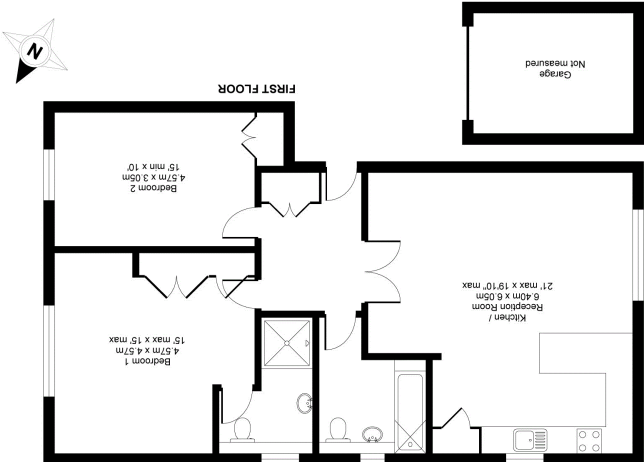 FIRST FLOOR
Kitchen /
Reception Room
6.40m x 6.05m
21' max x 19'10" max
Bedroom 1
4.57m x 4.57m
15' max x 15' max
Bedroom 2
4.57m x 3.05m
15' min x 10'
Garage
Not measured
N